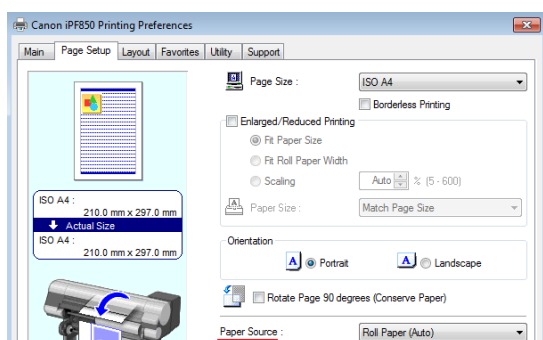 Canon iPF850 Printing Preferences
Main Page Setup Layout Favorites Utility Support
Page Size : ISO A4
Borderless Printing
Enlarged/Reduced Printing
Fit Paper Size
Fit Roll Paper Width
Scaling Auto % (5 - 600)
Paper Size : Match Page Size
ISO A4 :
210.0 mm x 297.0 mm
Actual Size
ISO A4 :
210.0 mm x 297.0 mm
Orientation
A Portrait A Landscape
Rotate Page 90 degrees (Conserve Paper)
Paper Source : Roll Paper (Auto)